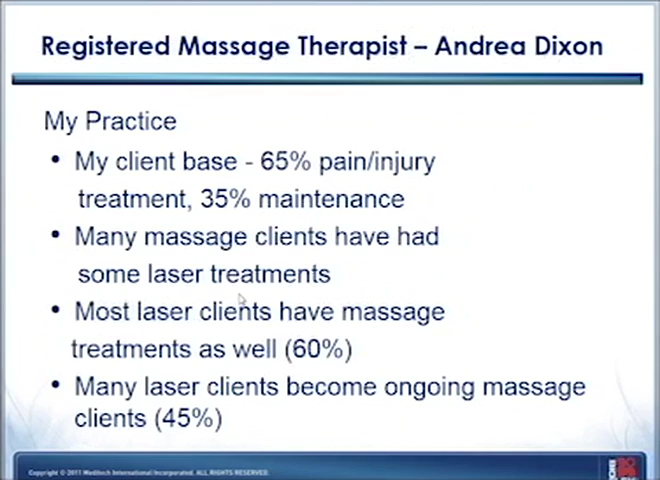 Registered Massage Therapist – Andrea Dixon
My Practice
• My client base - 65% pain/injury
treatment, 35% maintenance
• Many massage clients have had
some laser treatments
• Most laser clients have massage
treatments as well (60%)
• Many laser clients become ongoing massage
clients (45%)
Copyright © 2011 Meditech International Incorporated. ALL RIGHTS RESERVED.